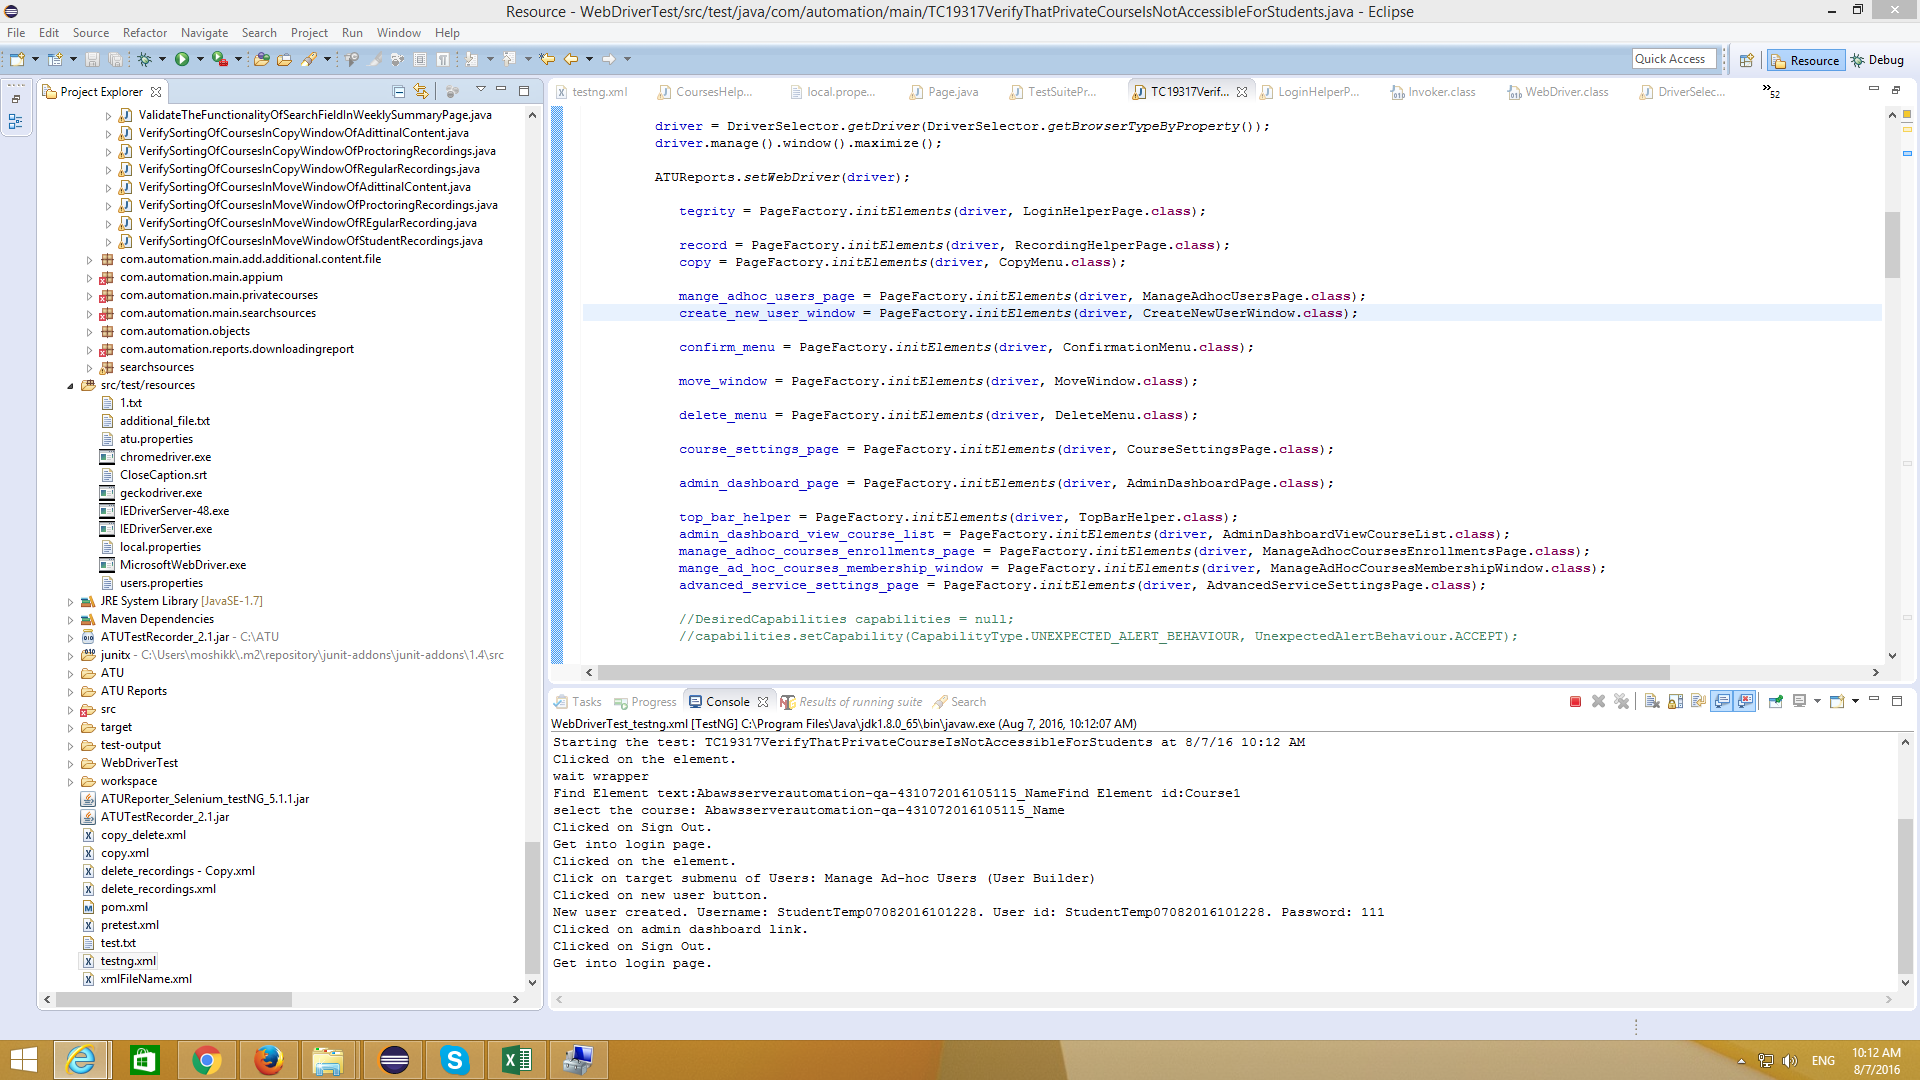 Resource - WebDriverTest/src/test/java/com/automation/main/TC19317VerifyThatPrivateCourseIsNotAccessibleForStudents.java - Eclipse
File Edit Source Refactor Navigate Search Project Run Window Help
Quick Access
Resource
Debug
Project Explorer
ValidateTheFunctionalityOfSearchFieldInWeeklySummaryPage.java
VerifySortingOfCoursesInCopyWindowOfAdittinalContent.java
VerifySortingOfCoursesInCopyWindowOfProctoringRecordings.java
VerifySortingOfCoursesInCopyWindowOfRegularRecordings.java
VerifySortingOfCoursesInMoveWindowOfAdittinalContent.java
VerifySortingOfCoursesInMoveWindowOfProctoringRecordings.java
VerifySortingOfCoursesInMoveWindowOfREgularRecording.java
VerifySortingOfCoursesInMoveWindowOfStudentRecordings.java
com.automation.main.add.additional.content.file
com.automation.main.appium
com.automation.main.privatecourses
com.automation.main.searchsources
com.automation.objects
com.automation.reports.downloadingreport
searchsources
src/test/resources
1.txt
additional_file.txt
atu.properties
chromedriver.exe
CloseCaption.srt
geckodriver.exe
IEDriverServer-48.exe
IEDriverServer.exe
local.properties
MicrosoftWebDriver.exe
users.properties
JRE System Library [JavaSE-1.7]
Maven Dependencies
ATUTestRecorder_2.1.jar - C:\ATU
junitx - C:\Users\moshikk\.m2\repository\junit-addons\junit-addons\1.4\src
ATU
ATU Reports
src
target
test-output
WebDriverTest
workspace
ATUReporter_Selenium_testNG_5.1.1.jar
ATUTestRecorder_2.1.jar
copy_delete.xml
copy.xml
delete_recordings - Copy.xml
delete_recordings.xml
pom.xml
pretest.xml
test.txt
testng.xml
xmlFileName.xml
testng.xml CoursesHelp... local.prope... Page.java TestSuitePr... TC19317Verif... LoginHelperP... Invoker.class WebDriver.class DriverSelec... »52
driver = DriverSelector.getDriver(DriverSelector.getBrowserTypeByProperty());
driver.manage().window().maximize();
ATUReports.setWebDriver(driver);
tegrity = PageFactory.initElements(driver, LoginHelperPage.class);
record = PageFactory.initElements(driver, RecordingHelperPage.class);
copy = PageFactory.initElements(driver, CopyMenu.class);
mange_adhoc_users_page = PageFactory.initElements(driver, ManageAdhocUsersPage.class);
create_new_user_window = PageFactory.initElements(driver, CreateNewUserWindow.class);
confirm_menu = PageFactory.initElements(driver, ConfirmationMenu.class);
move_window = PageFactory.initElements(driver, MoveWindow.class);
delete_menu = PageFactory.initElements(driver, DeleteMenu.class);
course_settings_page = PageFactory.initElements(driver, CourseSettingsPage.class);
admin_dashboard_page = PageFactory.initElements(driver, AdminDashboardPage.class);
top_bar_helper = PageFactory.initElements(driver, TopBarHelper.class);
admin_dashboard_view_course_list = PageFactory.initElements(driver, AdminDashboardViewCourseList.class);
manage_adhoc_courses_enrollments_page = PageFactory.initElements(driver, ManageAdhocCoursesEnrollmentsPage.class);
mange_ad_hoc_courses_membership_window = PageFactory.initElements(driver, ManageAdHocCoursesMembershipWindow.class);
advanced_service_settings_page = PageFactory.initElements(driver, AdvancedServiceSettingsPage.class);
//DesiredCapabilities capabilities = null;
//capabilities.setCapability(CapabilityType.UNEXPECTED_ALERT_BEHAVIOUR, UnexpectedAlertBehaviour.ACCEPT);
Tasks Progress Console Results of running suite Search
WebDriverTest_testng.xml [TestNG] C:\Program Files\Java\jdk1.8.0_65\bin\javaw.exe (Aug 7, 2016, 10:12:07 AM)
Starting the test: TC19317VerifyThatPrivateCourseIsNotAccessibleForStudents at 8/7/16 10:12 AM
Clicked on the element.
wait wrapper
Find Element text:Abawsserverautomation-qa-431072016105115_NameFind Element id:Course1
select the course: Abawsserverautomation-qa-431072016105115_Name
Clicked on Sign Out.
Get into login page.
Clicked on the element.
Click on target submenu of Users: Manage Ad-hoc Users (User Builder)
Clicked on new user button.
New user created. Username: StudentTemp07082016101228. User id: StudentTemp07082016101228. Password: 111
Clicked on admin dashboard link.
Clicked on Sign Out.
Get into login page.
ENG
10:12 AM
8/7/2016